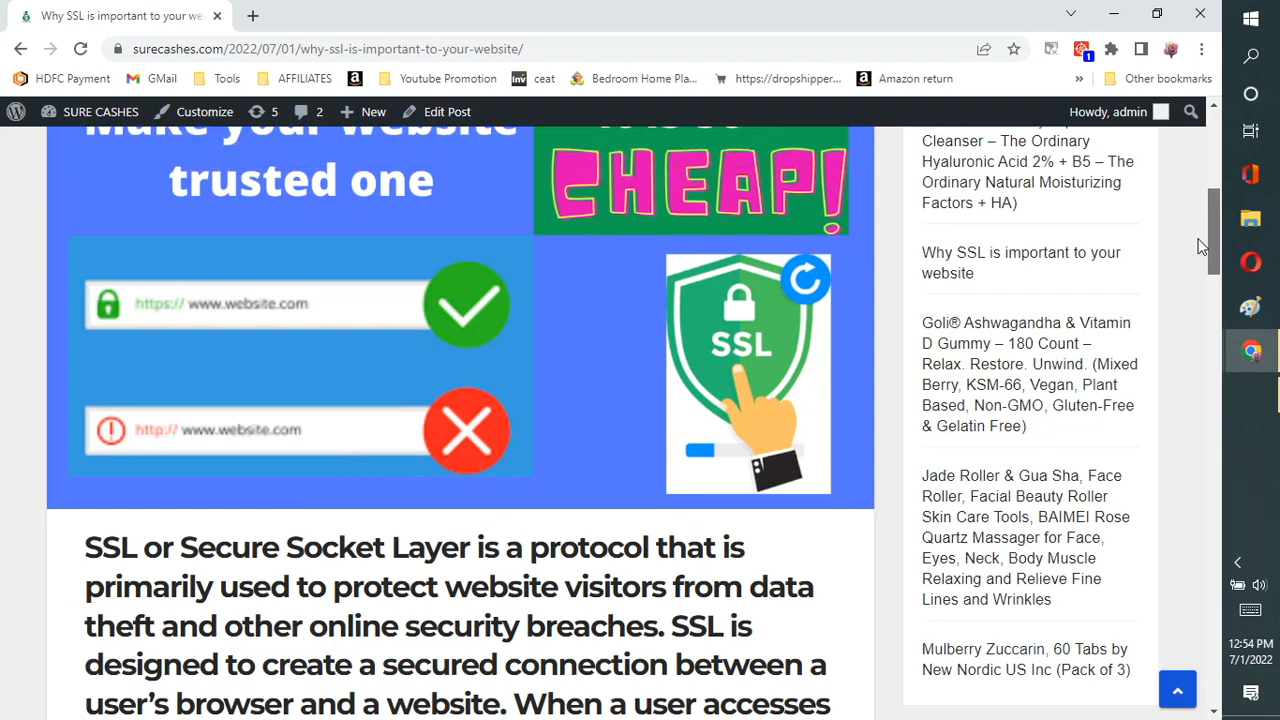 Why SSL is important to your we
surecashes.com/2022/07/01/why-ssl-is-important-to-your-website/
1
HDFC Payment
GMail
Tools
AFFILIATES
Youtube Promotion
Inv ceat
Bedroom Home Pla...
https://dropshipper...
Amazon return
»
Other bookmarks
SURE CASHES
Customize
5
2
New
Edit Post
Howdy, admin
Make your website
trusted one
CHEAP!
https:// www.website.com
http:// www.website.com
SSL
SSL or Secure Socket Layer is a protocol that is
primarily used to protect website visitors from data
theft and other online security breaches. SSL is
designed to create a secured connection between a
user's browser and a website. When a user accesses
Cleanser – The Ordinary
Hyaluronic Acid 2% + B5 – The
Ordinary Natural Moisturizing
Factors + HA)
Why SSL is important to your
website
Goli® Ashwagandha & Vitamin
D Gummy – 180 Count –
Relax. Restore. Unwind. (Mixed
Berry, KSM-66, Vegan, Plant
Based, Non-GMO, Gluten-Free
& Gelatin Free)
Jade Roller & Gua Sha, Face
Roller, Facial Beauty Roller
Skin Care Tools, BAIMEI Rose
Quartz Massager for Face,
Eyes, Neck, Body Muscle
Relaxing and Relieve Fine
Lines and Wrinkles
Mulberry Zuccarin, 60 Tabs by
New Nordic US Inc (Pack of 3)
12:54 PM
7/1/2022